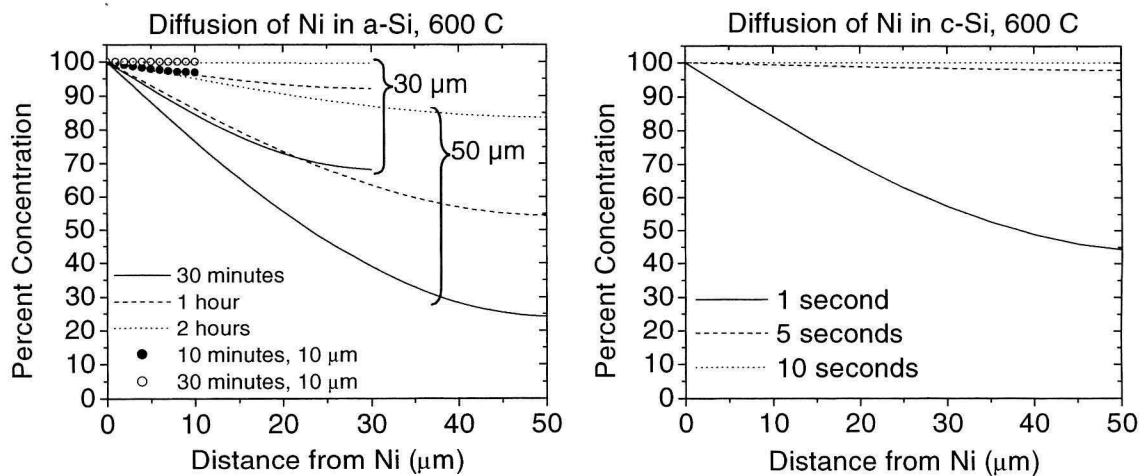 Diffusion of Ni in a-Si, 600 C
Percent Concentration
100
90
80
70
60
50
40
30
20
10
0
30 μm
50 μm
30 minutes
1 hour
2 hours
10 minutes, 10 μm
30 minutes, 10 μm
0 10 20 30 40 50
Distance from Ni (μm)
Diffusion of Ni in c-Si, 600 C
Percent Concentration
100
90
80
70
60
50
40
30
20
10
0
1 second
5 seconds
10 seconds
0 10 20 30 40 50
Distance from Ni (μm)